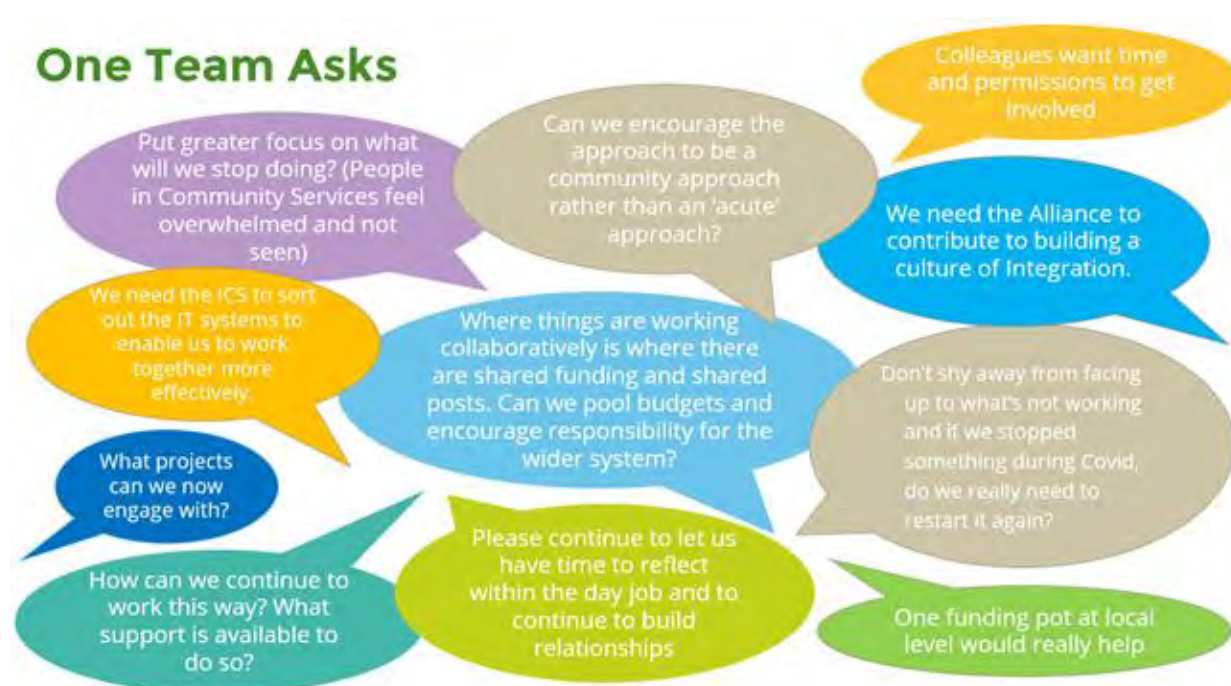 One Team Asks
Colleagues want time
and permissions to get
involved
Put greater focus on what
will we stop doing? (People
in Community Services feel
overwhelmed and not
seen)
Can we encourage the
approach to be a
community approach
rather than an 'acute'
approach?
We need the Alliance to
contribute to building a
culture of Integration.
We need the ICS to sort
out the IT systems to
enable us to work
together more
effectively.
Where things are working
collaboratively is where there
are shared funding and shared
posts. Can we pool budgets and
encourage responsibility for the
wider system?
Don't shy away from facing
up to what's not working
and if we stopped
something during Covid,
do we really need to
restart it again?
What projects
can we now
engage with?
How can we continue to
work this way? What
support is available to
do so?
Please continue to let us
have time to reflect
within the day job and to
continue to build
relationships
One funding pot at local
level would really help